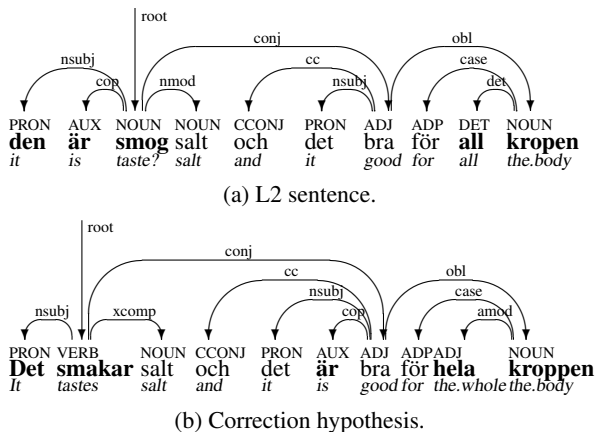 root
conj obl
nsubj cc case
cop nmod nsubj det
PRON AUX NOUN NOUN CCONJ PRON ADJ ADP DET NOUN
den är smog salt och det bra för all kropen
it is taste? salt and it good for all the.body
(a) L2 sentence.
root
conj
cc obl
nsubj case
nsubj xcomp cop amod
PRON VERB NOUN CCONJ PRON AUX ADJ ADP ADJ NOUN
Det smakar salt och det är bra för hela kroppen
It tastes salt and it is good for the.whole the.body
(b) Correction hypothesis.